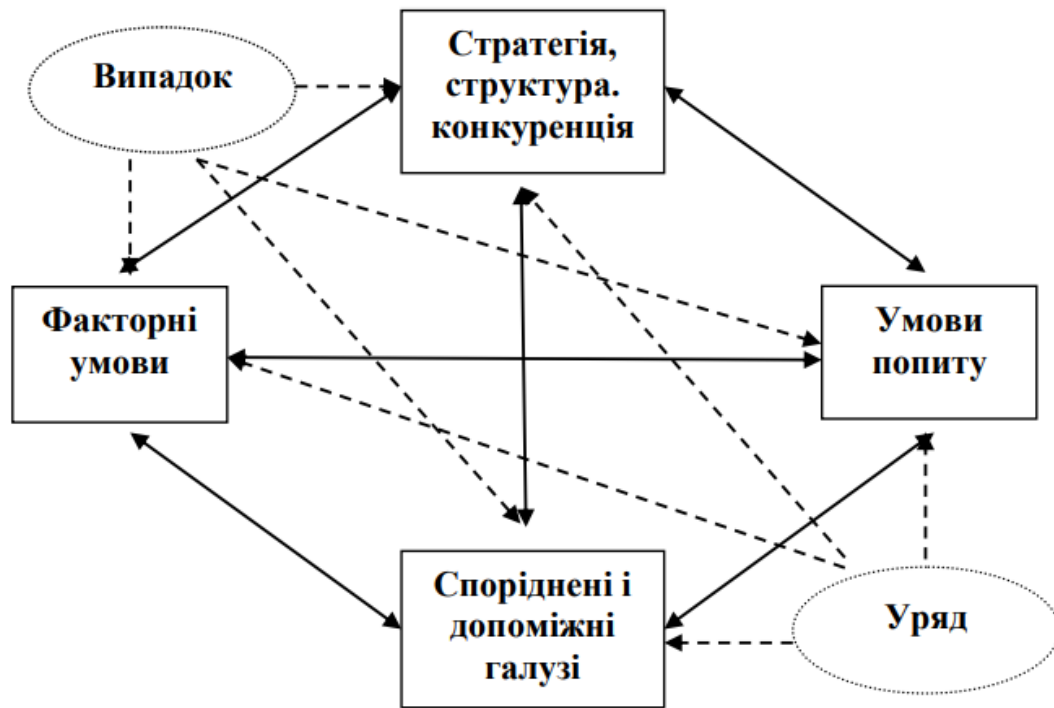 Випадок
Стратегія,
структура.
конкуренція
Факторні
умови
Умови
попиту
Споріднені і
допоміжні
галузі
Уряд